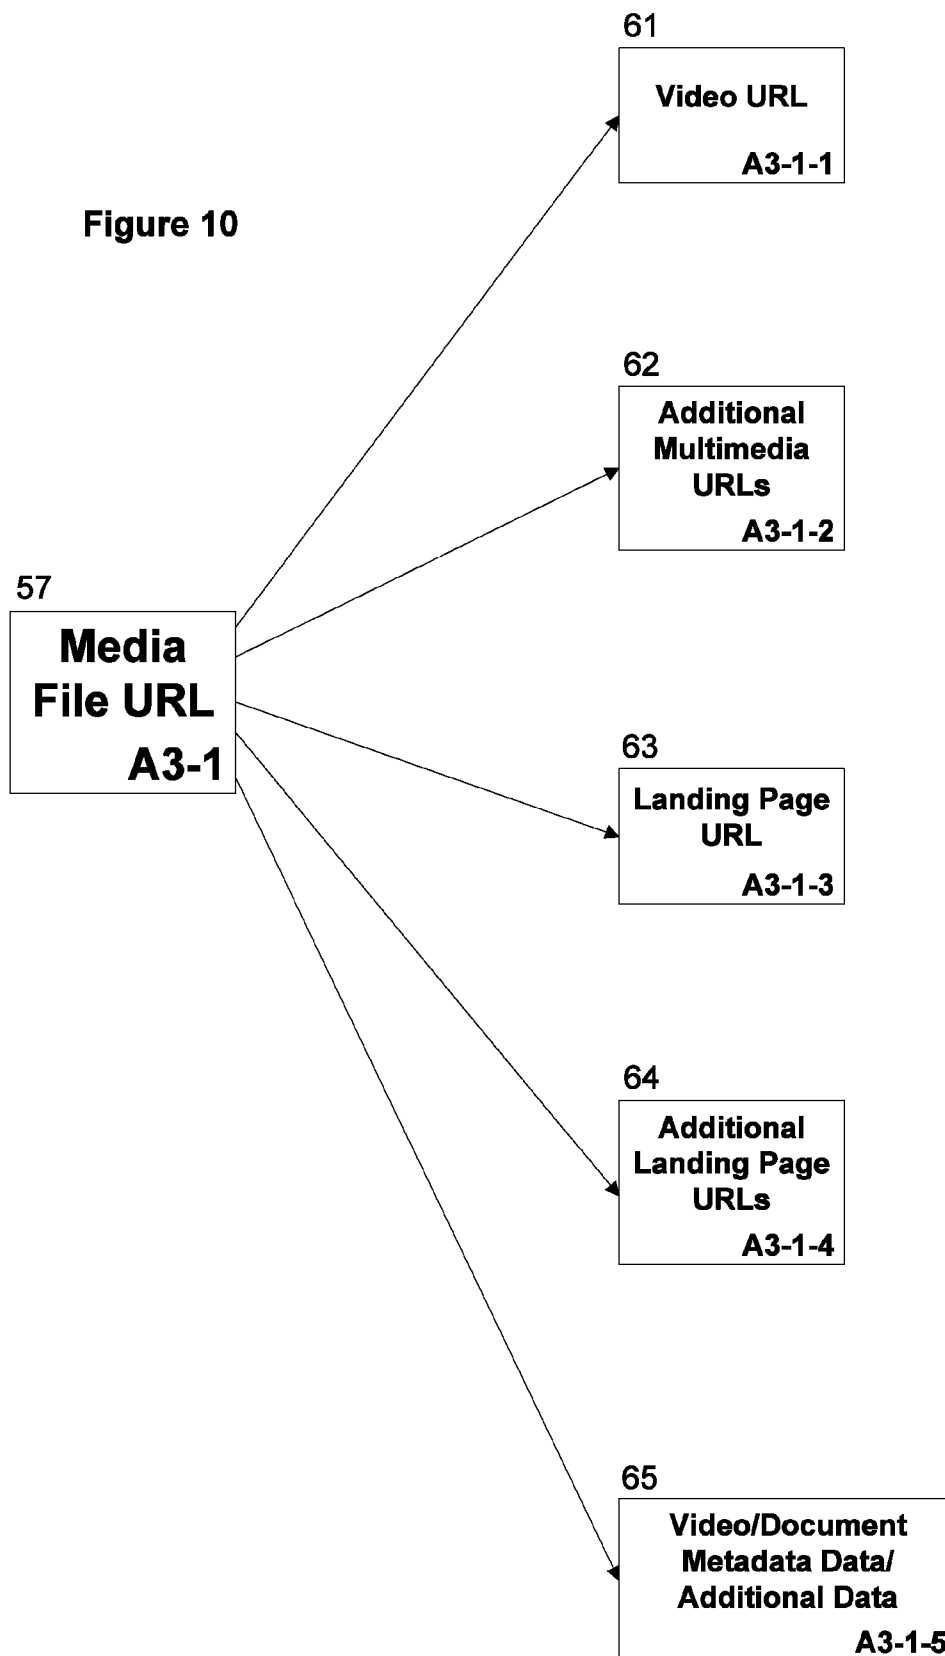 61
Video URL
A3-1-1
Figure 10
62
Additional
Multimedia
URLs
A3-1-2
57
Media
File URL
A3-1
63
Landing Page
URL
A3-1-3
64
Additional
Landing Page
URLs
A3-1-4
65
Video/Document
Metadata Data/
Additional Data
A3-1-5